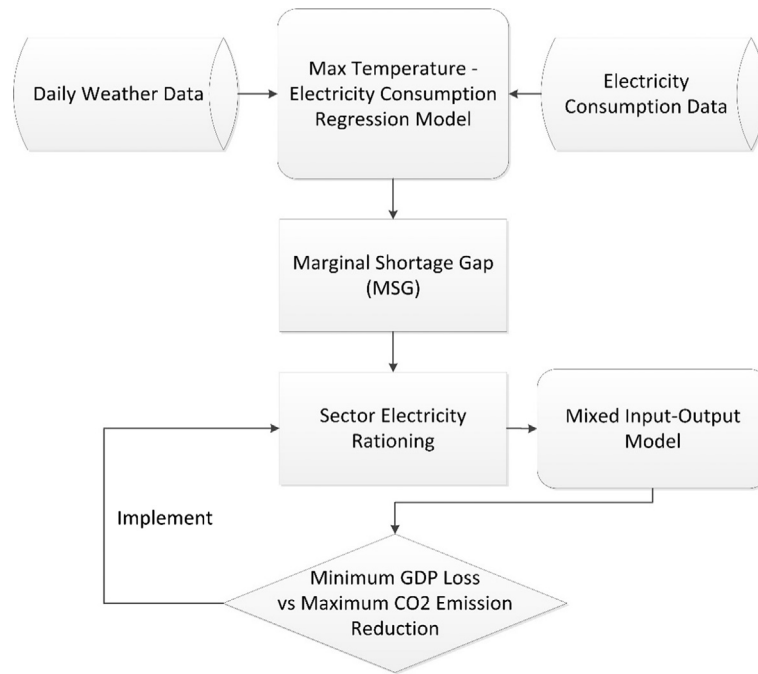 Daily Weather Data
Max Temperature -
Electricity Consumption
Regression Model
Electricity
Consumption Data
Marginal Shortage Gap
(MSG)
Sector Electricity
Rationing
Mixed Input-Output
Model
Implement
Minimum GDP Loss
vs Maximum CO2 Emission
Reduction